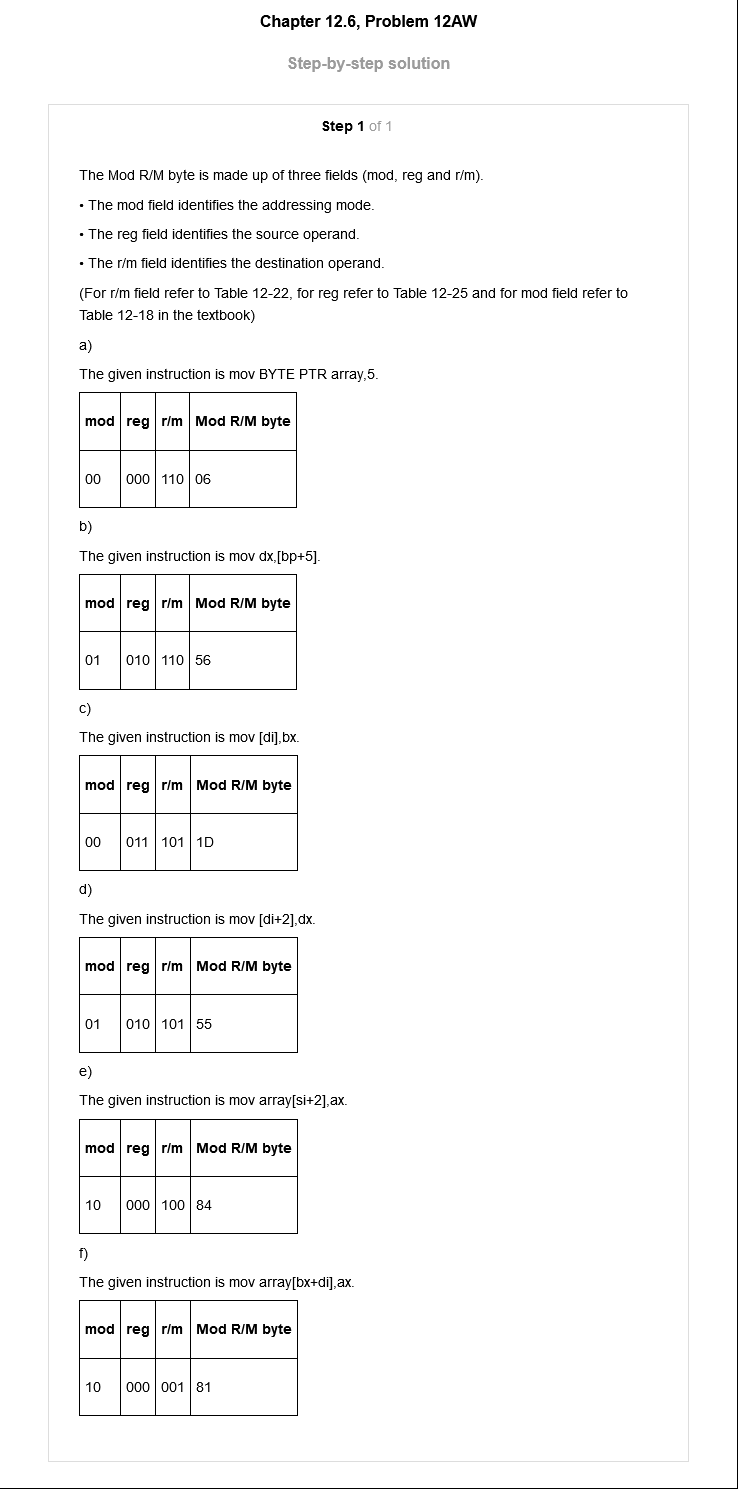 Chapter 12.6, Problem 12AW
Step-by-step solution
Step 1 of 1
The Mod R/M byte is made up of three fields (mod, reg and r/m).
• The mod field identifies the addressing mode.
• The reg field identifies the source operand.
• The r/m field identifies the destination operand.
(For r/m field refer to Table 12-22, for reg refer to Table 12-25 and for mod field refer to
Table 12-18 in the textbook)
a)
The given instruction is mov BYTE PTR array,5.
mod reg r/m Mod R/M byte
00 000 110 06
b)
The given instruction is mov dx,[bp+5].
mod reg r/m Mod R/M byte
01 010 110 56
c)
The given instruction is mov [di],bx.
mod reg r/m Mod R/M byte
00 011 101 1D
d)
The given instruction is mov [di+2],dx.
mod reg r/m Mod R/M byte
01 010 101 55
e)
The given instruction is mov array[si+2],ax.
mod reg r/m Mod R/M byte
10 000 100 84
f)
The given instruction is mov array[bx+di],ax.
mod reg r/m Mod R/M byte
10 000 001 81